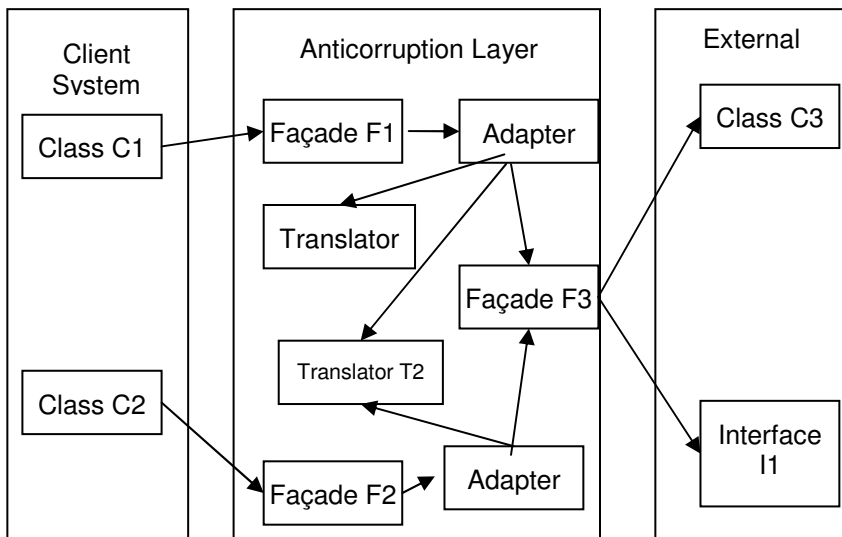 Client
System
Anticorruption Layer
External
Class C1
Façade F1
Adapter
Class C3
Translator
Façade F3
Translator T2
Class C2
Façade F2
Adapter
Interface
I1